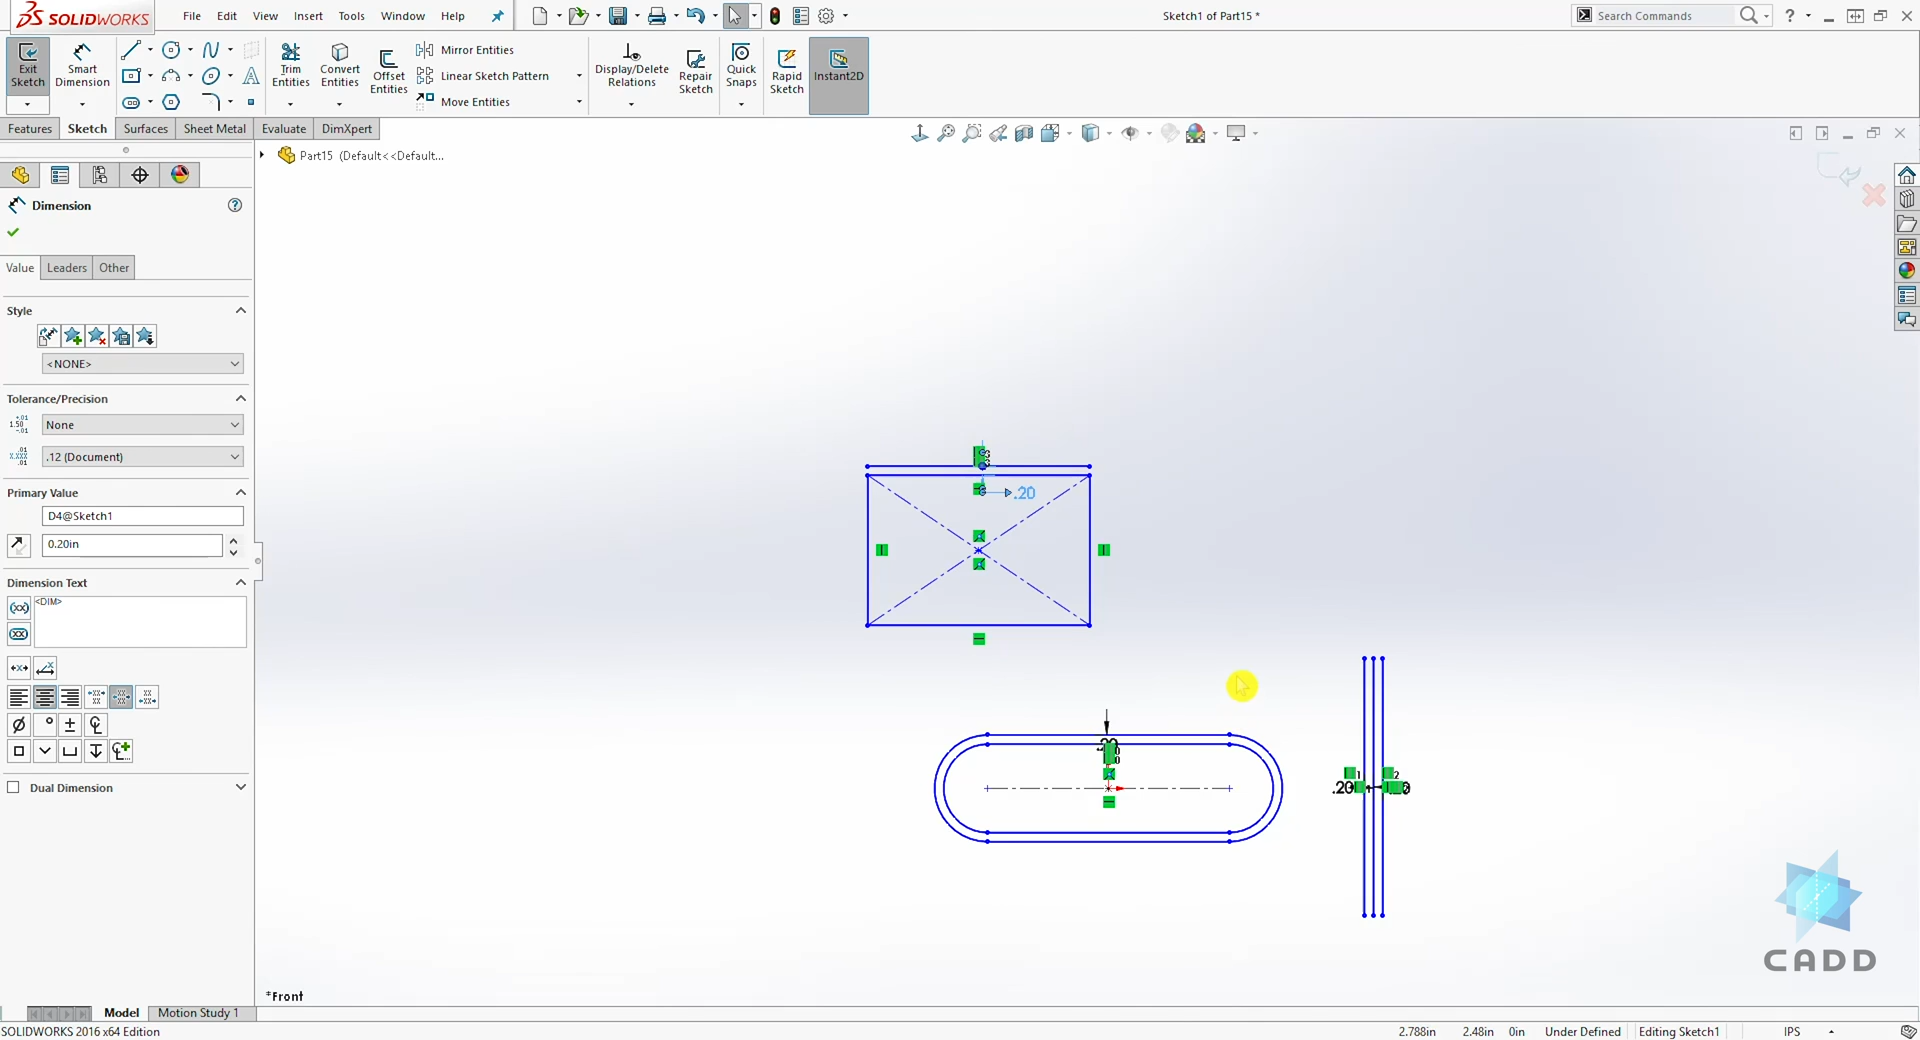 SOLIDWORKS
File Edit View Insert Tools Window Help
Sketch1 of Part15 *
Search Commands
?
Exit Sketch
Smart Dimension
Trim Entities
Convert Entities
Offset Entities
Mirror Entities
Linear Sketch Pattern
Move Entities
Display/Delete Relations
Repair Sketch
Quick Snaps
Rapid Sketch
Instant2D
Features Sketch Surfaces Sheet Metal Evaluate DimXpert
Part15 (Default<<Default...
Dimension
Value Leaders Other
Style
<NONE>
Tolerance/Precision
None
.12 (Document)
Primary Value
D4@Sketch1
0.20in
Dimension Text
<DIM>
Dual Dimension
.20
.20
CADD
*Front
Model Motion Study 1
SOLIDWORKS 2016 x64 Edition
2.788in 2.48in 0in Under Defined Editing Sketch1 IPS